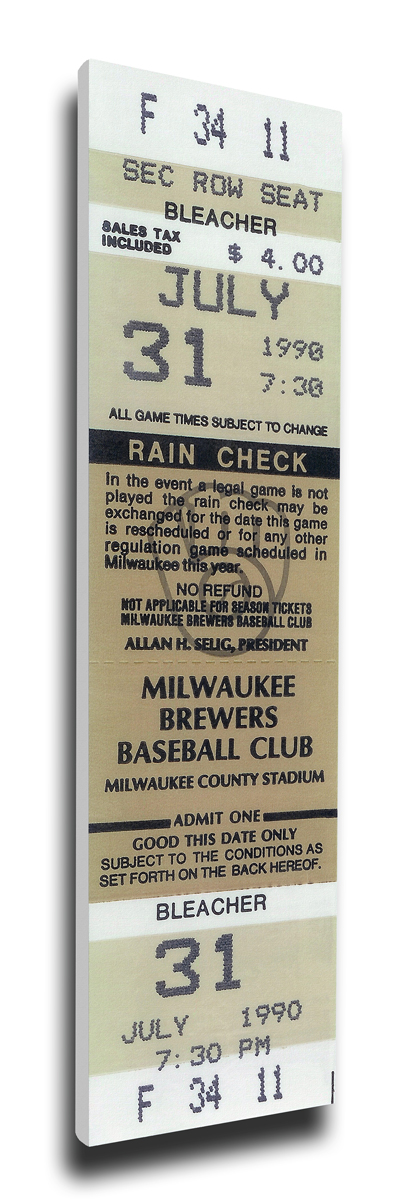 F 34 11
SEC ROW SEAT
BLEACHER
SALES TAX
INCLUDED
$ 4.00
JULY
31
1990
7:30
ALL GAME TIMES SUBJECT TO CHANGE
RAIN CHECK
In the event a legal game is not
played the rain check may be
exchanged for the date this game
is rescheduled or for any other
regulation game scheduled in
Milwaukee this year.
NO REFUND
NOT APPLICABLE FOR SEASON TICKETS
MILWAUKEE BREWERS BASEBALL CLUB
ALLAN H. SELIG, PRESIDENT
MILWAUKEE
BREWERS
BASEBALL CLUB
MILWAUKEE COUNTY STADIUM
ADMIT ONE
GOOD THIS DATE ONLY
SUBJECT TO THE CONDITIONS AS
SET FORTH ON THE BACK HEREOF.
BLEACHER
31
JULY 1990
7:30 PM
F 34 11